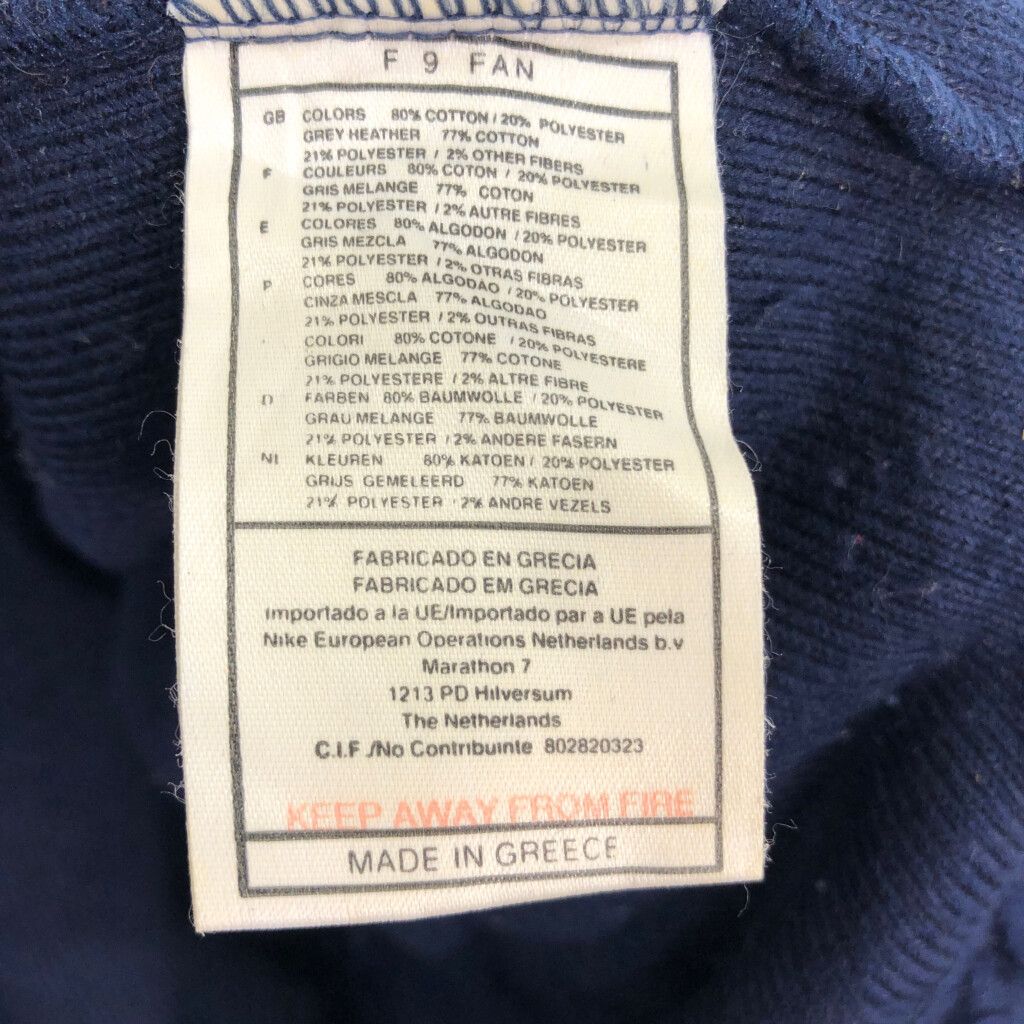 F 9 FAN
GB COLORS 80% COTTON / 20% POLYESTER
GREY HEATHER 77% COTTON
21% POLYESTER / 2% OTHER FIBERS
F COULEURS 80% COTON / 20% POLYESTER
GRIS MELANGE 77% COTON
21% POLYESTER / 2% AUTRE FIBRES
E COLORES 80% ALGODON / 20% POLYESTER
GRIS MEZCLA 77% ALGODON
21% POLYESTER / 2% OTRAS FIBRAS
P CORES 80% ALGODAO / 20% POLYESTER
CINZA MESCLA 77% ALGODAO
21% POLYESTER / 2% OUTRAS FIBRAS
COLORI 80% COTONE / 20% POLYESTERE
GRIGIO MELANGE 77% COTONE
21% POLYESTERE / 2% ALTRE FIBRE
D FARBEN 80% BAUMWOLLE / 20% POLYESTER
GRAU MELANGE 77% BAUMWOLLE
21% POLYESTER / 2% ANDERE FASERN
NI KLEUREN 80% KATOEN / 20% POLYESTER
GRIJS GEMELEERD 77% KATOEN
21% POLYESTER / 2% ANDRE VEZELS
FABRICADO EN GRECIA
FABRICADO EM GRECIA
Importado a la UE/Importado par a UE pela
Nike European Operations Netherlands b.v
Marathon 7
1213 PD Hilversum
The Netherlands
C.I.F /No Contribuinte 802820323
KEEP AWAY FROM FIRE
MADE IN GREECE